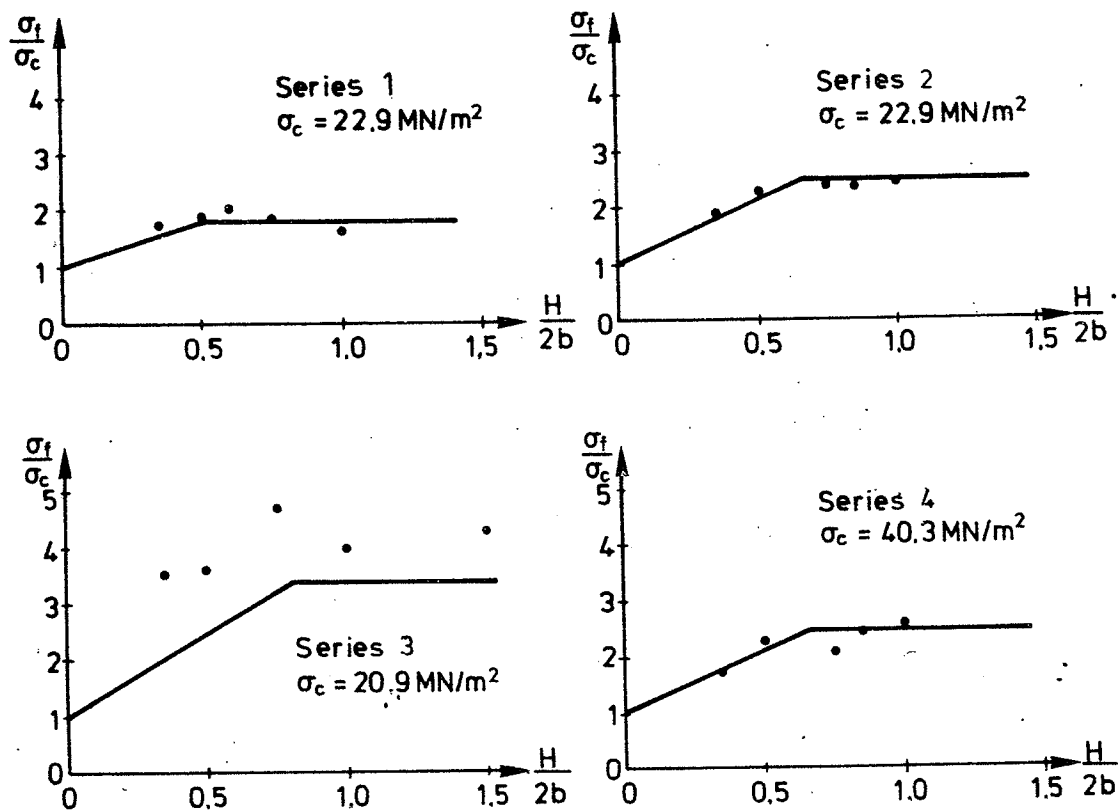 σf/σc
4
3
2
1
0
Series 1
σc = 22.9 MN/m²
0
0,5
1,0
1,5
H/2b
σf/σc
4
3
2
1
0
Series 2
σc = 22.9 MN/m²
0
0,5
1,0
1,5
H/2b
σf/σc
5
4
3
2
1
0
Series 3
σc = 20.9 MN/m²
0
0,5
1,0
1,5
H/2b
σf/σc
5
4
3
2
1
0
Series 4
σc = 40.3 MN/m²
0
0,5
1,0
1,5
H/2b